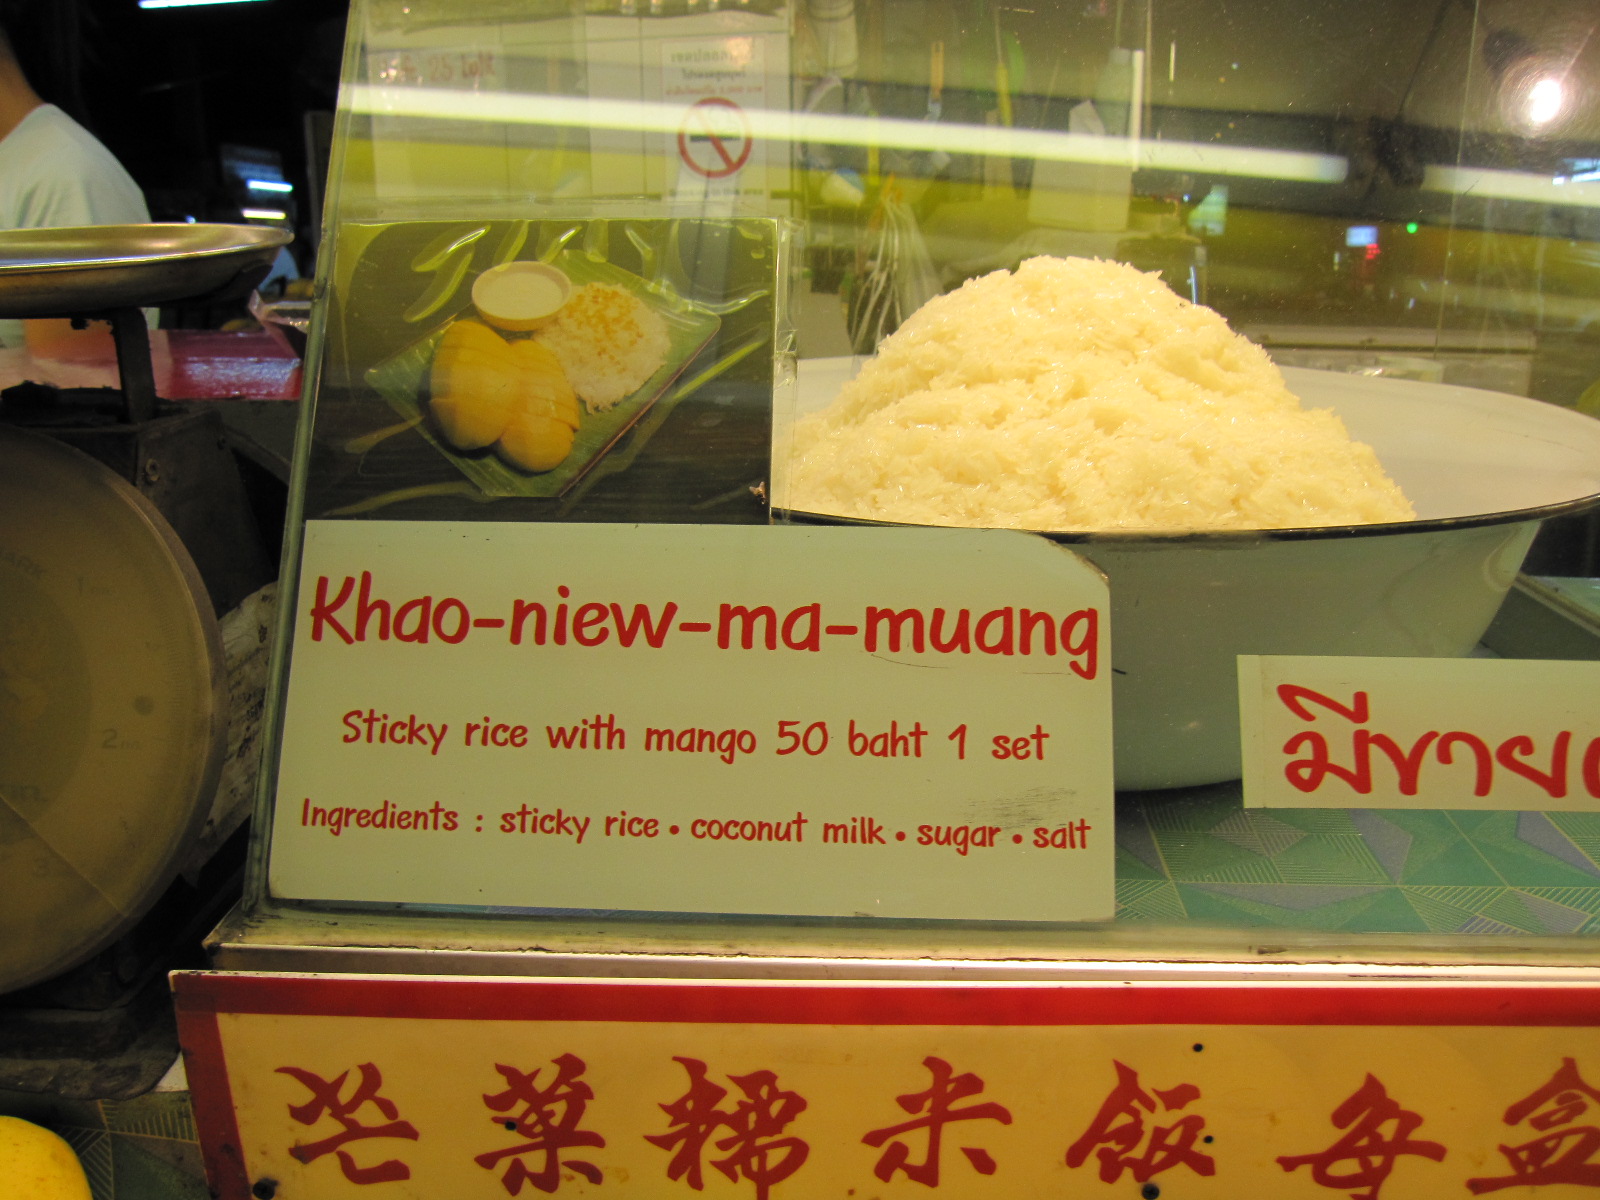 Khao-niew-ma-muang
Sticky rice with mango 50 baht 1 set
Ingredients : sticky rice • coconut milk • sugar • salt
มีขาย
芒菓糯米飯每盒